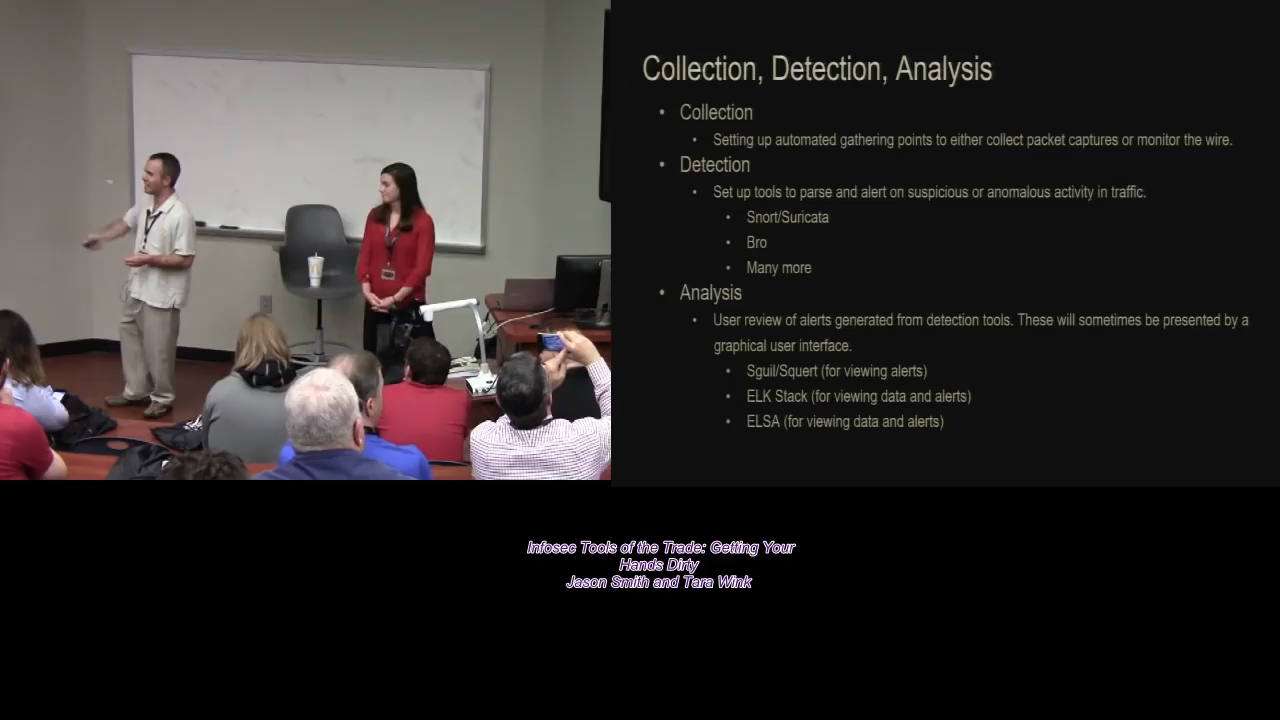 Collection, Detection, Analysis
• Collection
• Setting up automated gathering points to either collect packet captures or monitor the wire.
• Detection
• Set up tools to parse and alert on suspicious or anomalous activity in traffic.
• Snort/Suricata
• Bro
• Many more
• Analysis
• User review of alerts generated from detection tools. These will sometimes be presented by a
graphical user interface.
• Sguil/Squert (for viewing alerts)
• ELK Stack (for viewing data and alerts)
• ELSA (for viewing data and alerts)
Infosec Tools of the Trade: Getting Your
Hands Dirty
Jason Smith and Tara Wink